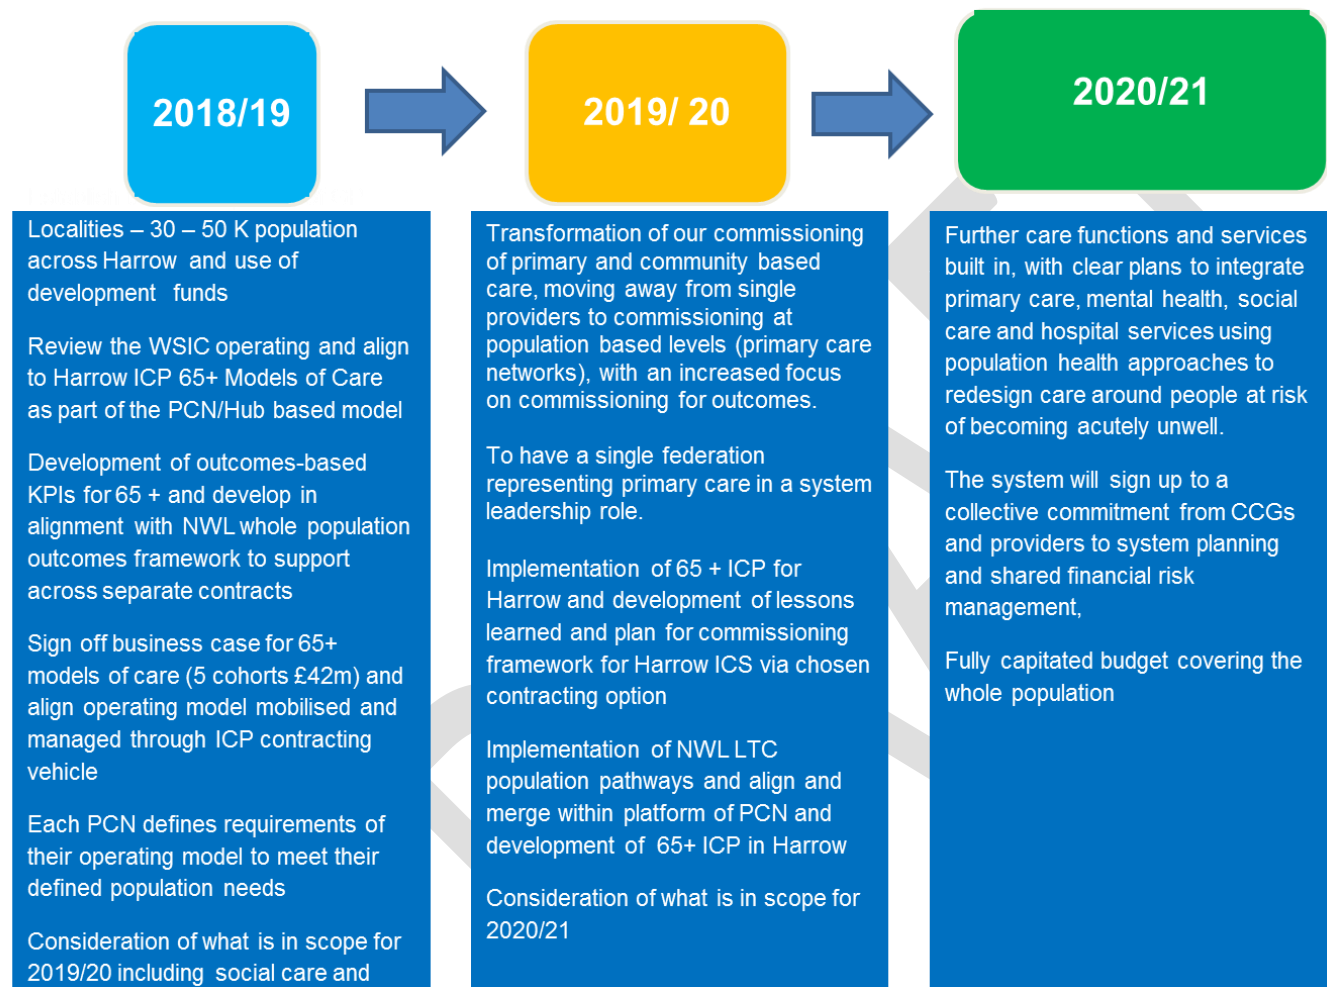 2018/19
2019/ 20
2020/21
Localities – 30 – 50 K population
across Harrow and use of
development funds
Review the WSIC operating and align
to Harrow ICP 65+ Models of Care
as part of the PCN/Hub based model
Development of outcomes-based
KPIs for 65 + and develop in
alignment with NWL whole population
outcomes framework to support
across separate contracts
Sign off business case for 65+
models of care (5 cohorts £42m) and
align operating model mobilised and
managed through ICP contracting
vehicle
Each PCN defines requirements of
their operating model to meet their
defined population needs
Consideration of what is in scope for
2019/20 including social care and
Transformation of our commissioning
of primary and community based
care, moving away from single
providers to commissioning at
population based levels (primary care
networks), with an increased focus
on commissioning for outcomes.
To have a single federation
representing primary care in a system
leadership role.
Implementation of 65 + ICP for
Harrow and development of lessons
learned and plan for commissioning
framework for Harrow ICS via chosen
contracting option
Implementation of NWL LTC
population pathways and align and
merge within platform of PCN and
development of 65+ ICP in Harrow
Consideration of what is in scope for
2020/21
Further care functions and services
built in, with clear plans to integrate
primary care, mental health, social
care and hospital services using
population health approaches to
redesign care around people at risk
of becoming acutely unwell.
The system will sign up to a
collective commitment from CCGs
and providers to system planning
and shared financial risk
management,
Fully capitated budget covering the
whole population